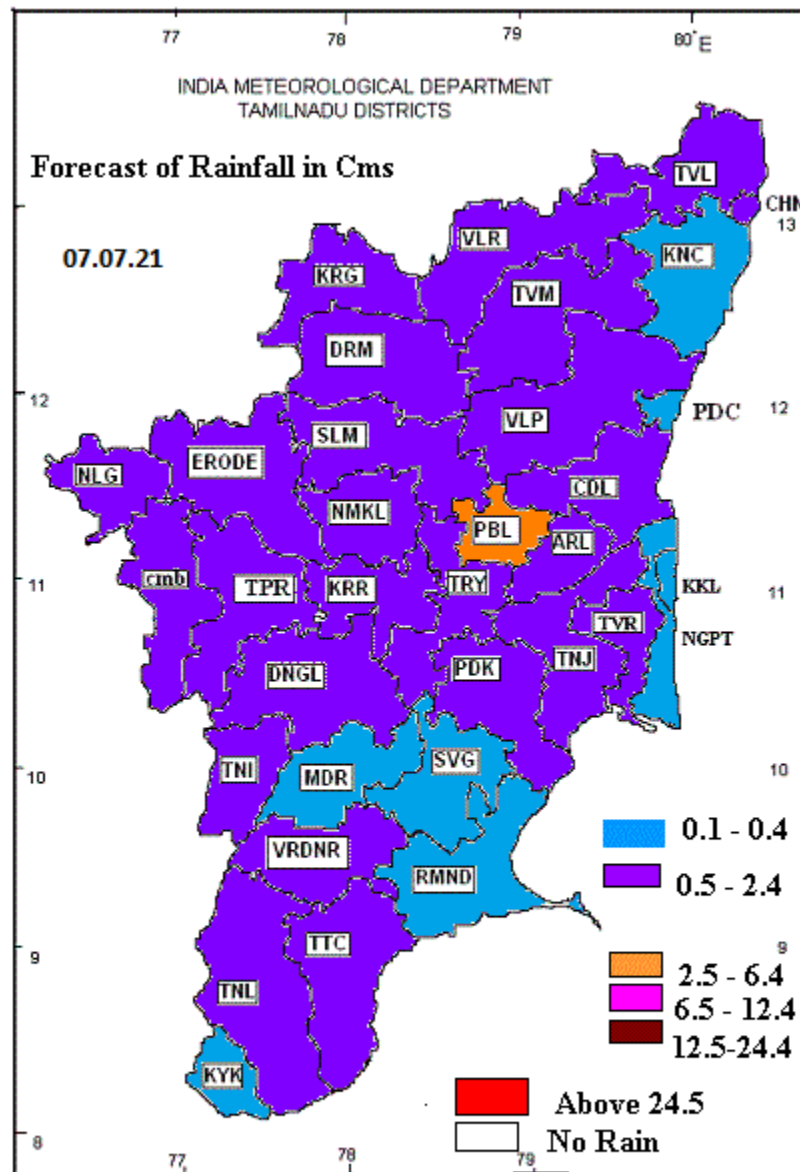 77 78 79 80° E
INDIA METEOROLOGICAL DEPARTMENT
TAMILNADU DISTRICTS
Forecast of Rainfall in Cms
TVL
CHN
13
VLR
KNC
07.07.21
KRG
TVM
DRM
12
12
PDC
VLP
SLM
ERODE
NLG
CDL
NMKL
PBL
ARL
11
cmb
TPR
KRR
TRY
KKL
11
TVR
NGPT
TNJ
DNGL
PDK
10
TNI
MDR
SVG
10
0.1 - 0.4
VRDNR
RMND
0.5 - 2.4
9
TTC
9
2.5 - 6.4
TNL
6.5 - 12.4
12.5-24.4
KYK
Above 24.5
8
No Rain
77 78 79